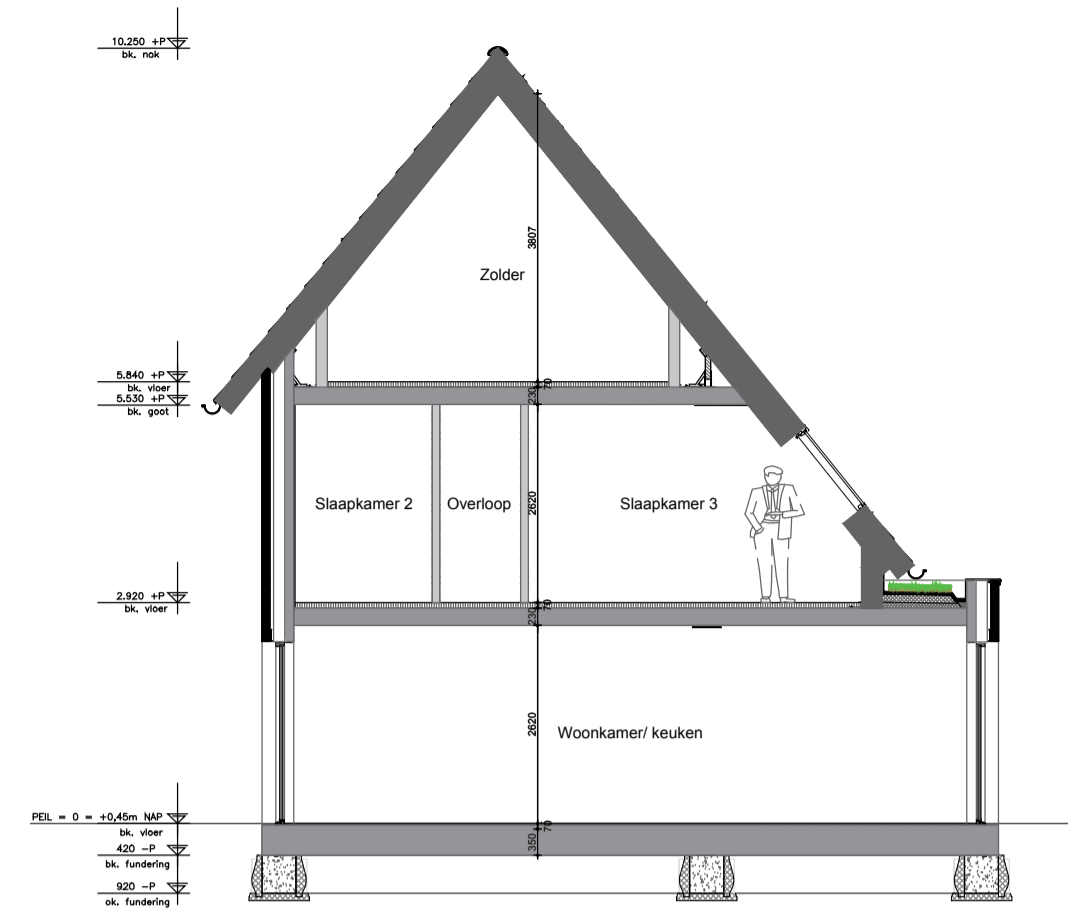 10.250 +P
bk. nok
3807
Zolder
5.840 +P
bk. vloer
5.530 +P
bk. goot
70
230
Slaapkamer 2
Overloop
2620
Slaapkamer 3
2.920 +P
bk. vloer
70
230
2620
Woonkamer/ keuken
PEIL = 0 = +0,45m NAP
bk. vloer
70
350
420 -P
bk. fundering
920 -P
ok. fundering